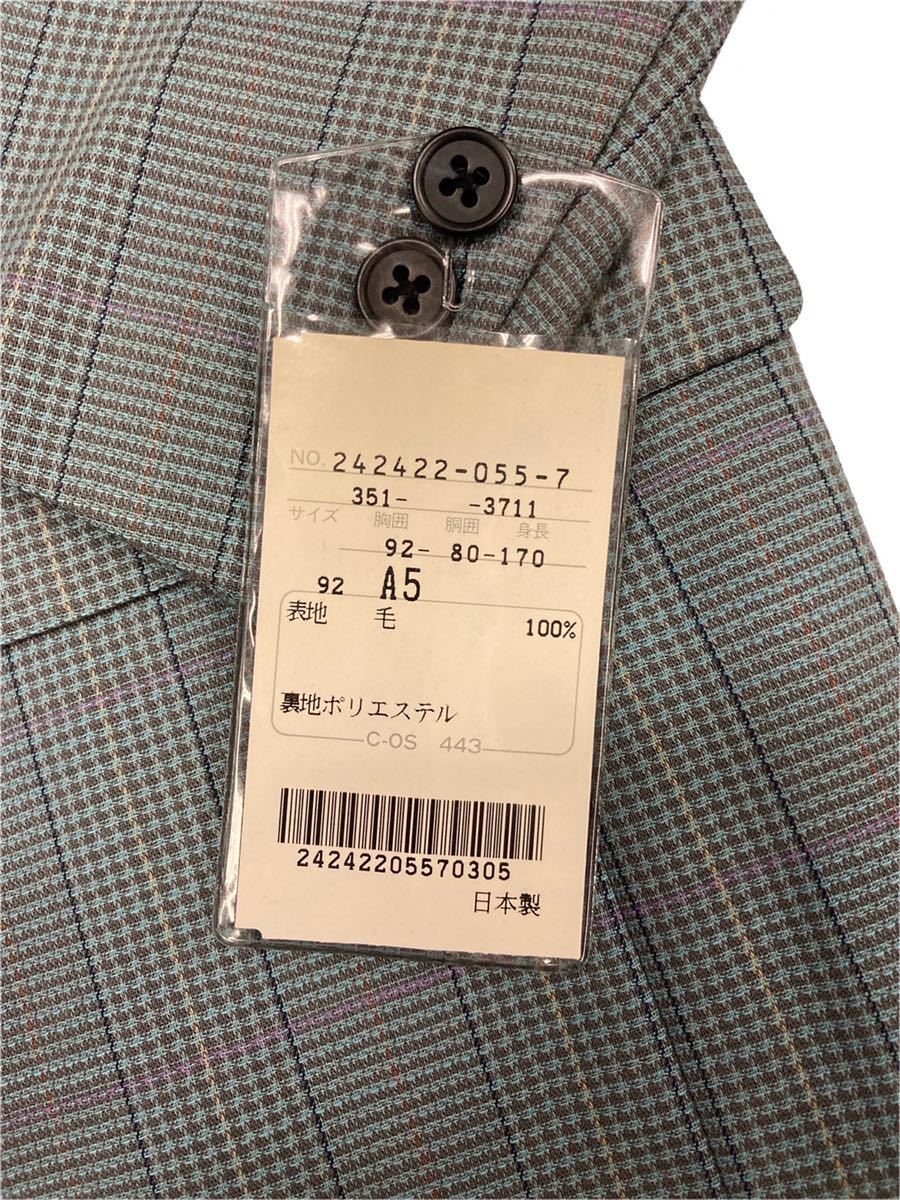 NO. 242422-055-7
351- -3711
サイズ 胸囲 胴囲 身長
92- 80-170
92 A5
表地 毛 100%
裏地ポリエステル
C-OS 443
24242205570305
日本製